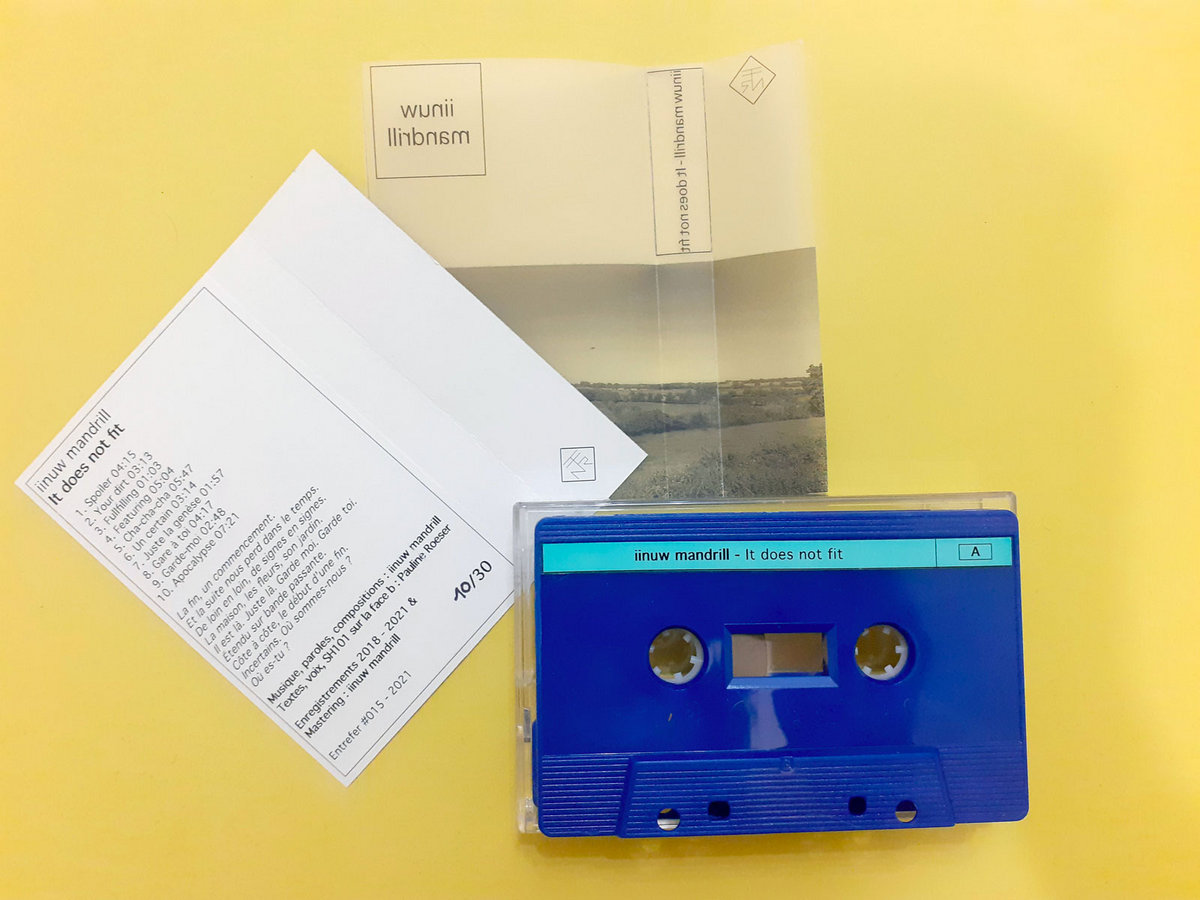 iinuw
mandrill
iinuw mandrill - It does not fit
iinuw mandrill
It does not fit
1. Spoiler 04:15
2. Your dirt 03:13
3. Fullfilling 01:03
4. Featuring 05:04
5. Cha-cha-cha 05:47
6. Un certain 03:14
7. Juste la genèse 01:57
8. Gare à toi 04:17
9. Garde-moi 02:48
10. Apocalypse 07:21
La fin, un commencement.
Et la suite nous perd dans le temps.
De loin en loin, de signes en signes.
La maison, les fleurs, son jardin.
Il est là. Juste là. Garde moi. Garde toi.
Etendu sur bande passante.
Côte à côte, le début d'une fin.
Incertains. Où sommes-nous ?
Où es-tu ?
Musique, paroles, compositions : iinuw mandrill
Textes, voix, SH101 sur la face b : Pauline Roeser
Enregistrements 2018 - 2021 &
Mastering : iinuw mandrill
10/30
Entrefer #015 - 2021
iinuw mandrill - It does not fit
A